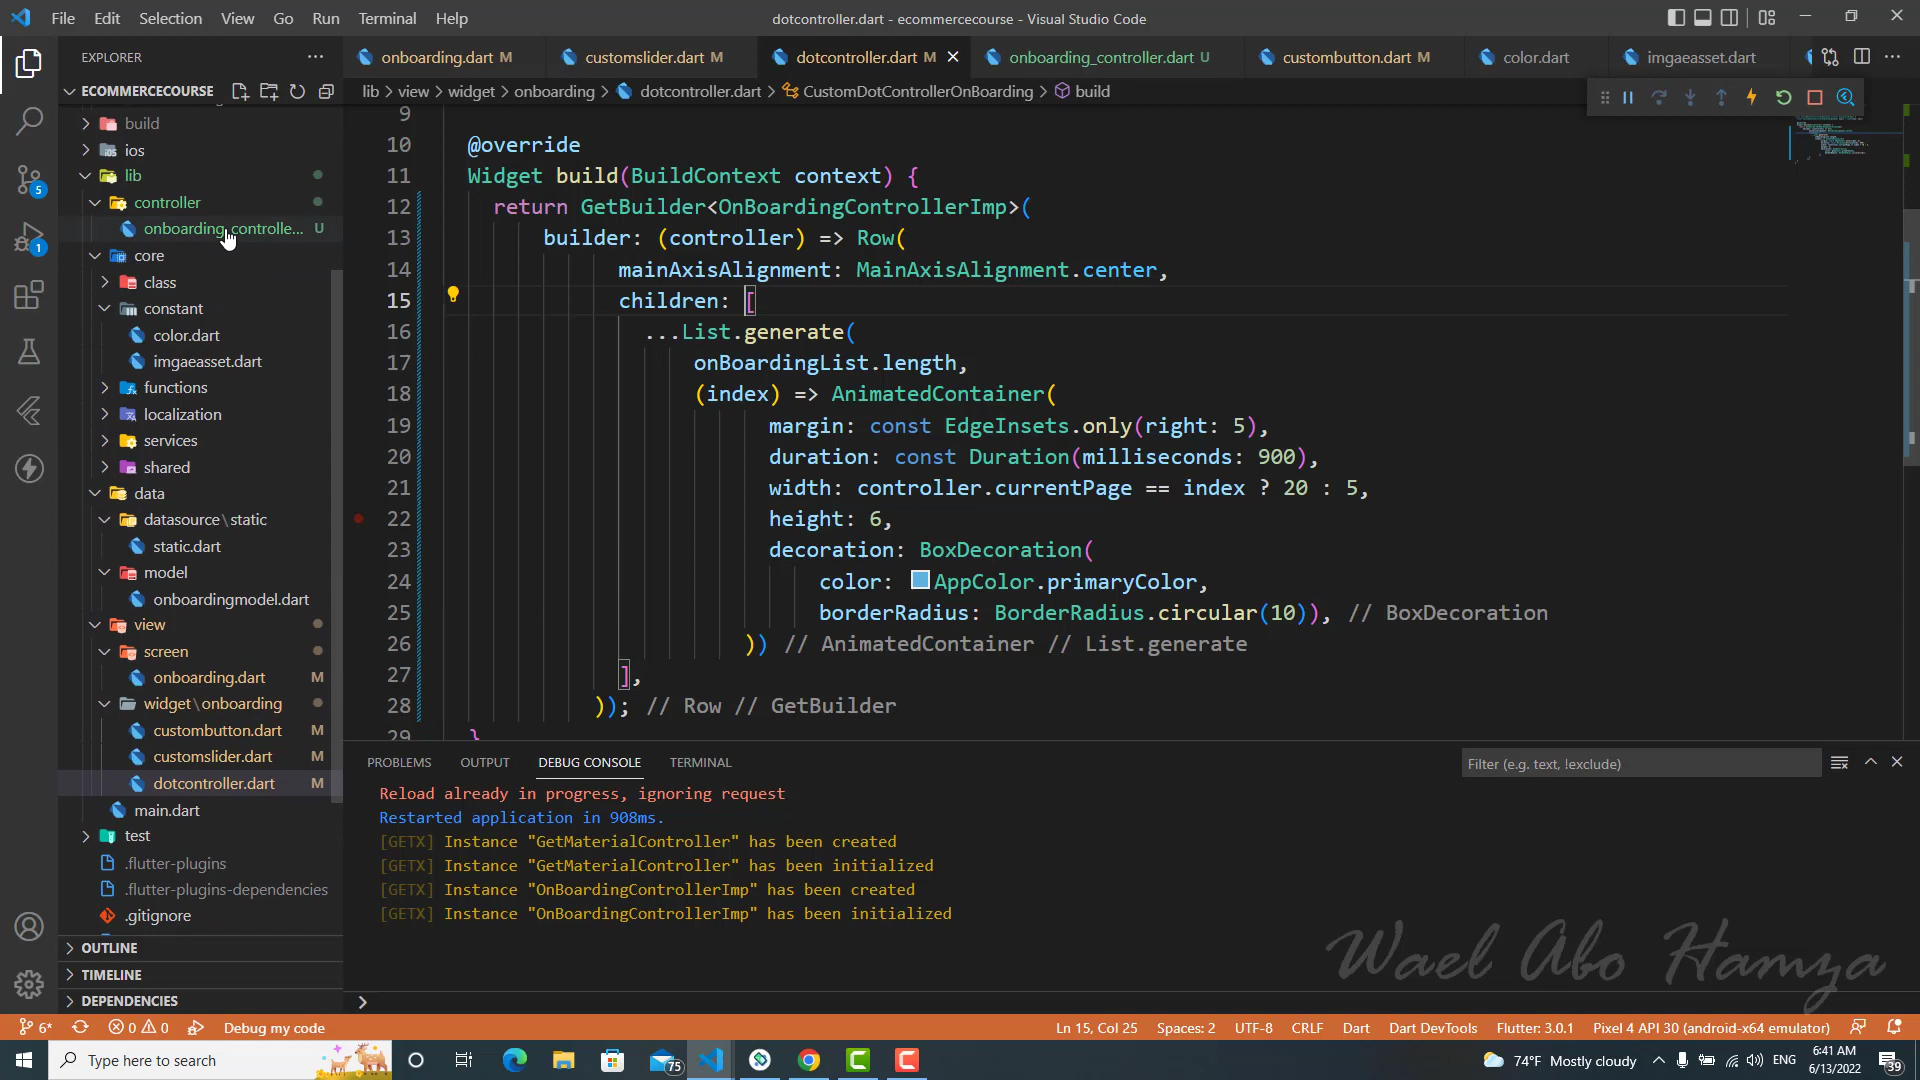 File Edit Selection View Go Run Terminal Help
dotcontroller.dart - ecommercecourse - Visual Studio Code
EXPLORER
onboarding.dart M customslider.dart M dotcontroller.dart M onboarding_controller.dart U custombutton.dart M color.dart imgaeasset.dart
ECOMMERCECOURSE
lib > view > widget > onboarding > dotcontroller.dart > CustomDotControllerOnBoarding > build
build
ios
lib
controller
onboarding_controlle... U
core
class
constant
color.dart
imgaeasset.dart
functions
localization
services
shared
data
datasource\static
static.dart
model
onboardingmodel.dart
view
screen
onboarding.dart M
widget\onboarding
custombutton.dart M
customslider.dart M
dotcontroller.dart M
main.dart
test
.flutter-plugins
.flutter-plugins-dependencies
.gitignore
OUTLINE
TIMELINE
DEPENDENCIES
5
1
9
10 @override
11 Widget build(BuildContext context) {
12 return GetBuilder<OnBoardingControllerImp>(
13 builder: (controller) => Row(
14 mainAxisAlignment: MainAxisAlignment.center,
15 children: [
16 ...List.generate(
17 onBoardingList.length,
18 (index) => AnimatedContainer(
19 margin: const EdgeInsets.only(right: 5),
20 duration: const Duration(milliseconds: 900),
21 width: controller.currentPage == index ? 20 : 5,
22 height: 6,
23 decoration: BoxDecoration(
24 color: AppColor.primaryColor,
25 borderRadius: BorderRadius.circular(10)), // BoxDecoration
26 )) // AnimatedContainer // List.generate
27 ],
28 )); // Row // GetBuilder
29 }
PROBLEMS OUTPUT DEBUG CONSOLE TERMINAL
Filter (e.g. text, !exclude)
Reload already in progress, ignoring request
Restarted application in 908ms.
[GETX] Instance "GetMaterialController" has been created
[GETX] Instance "GetMaterialController" has been initialized
[GETX] Instance "OnBoardingControllerImp" has been created
[GETX] Instance "OnBoardingControllerImp" has been initialized
Wael Abo Hamza
6* 0 0 Debug my code
Ln 15, Col 25 Spaces: 2 UTF-8 CRLF Dart Dart DevTools Flutter: 3.0.1 Pixel 4 API 30 (android-x64 emulator)
Type here to search
75
74°F Mostly cloudy
ENG
6:41 AM
6/13/2022
39